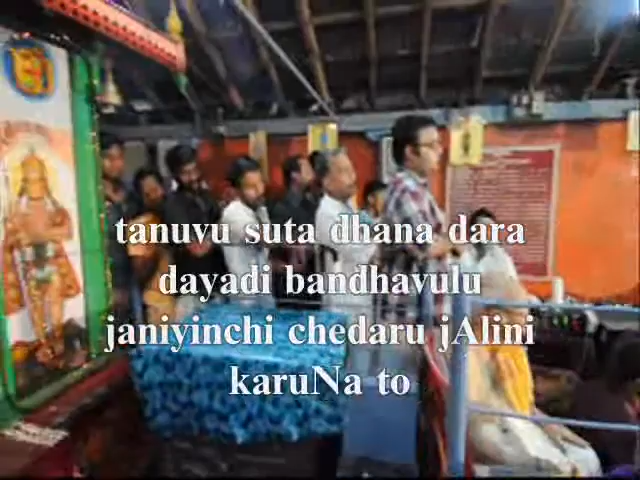 tanuvu suta dhana dara
dayadi bandhavulu
janiyinchi chedaru jAlini
karuNa to